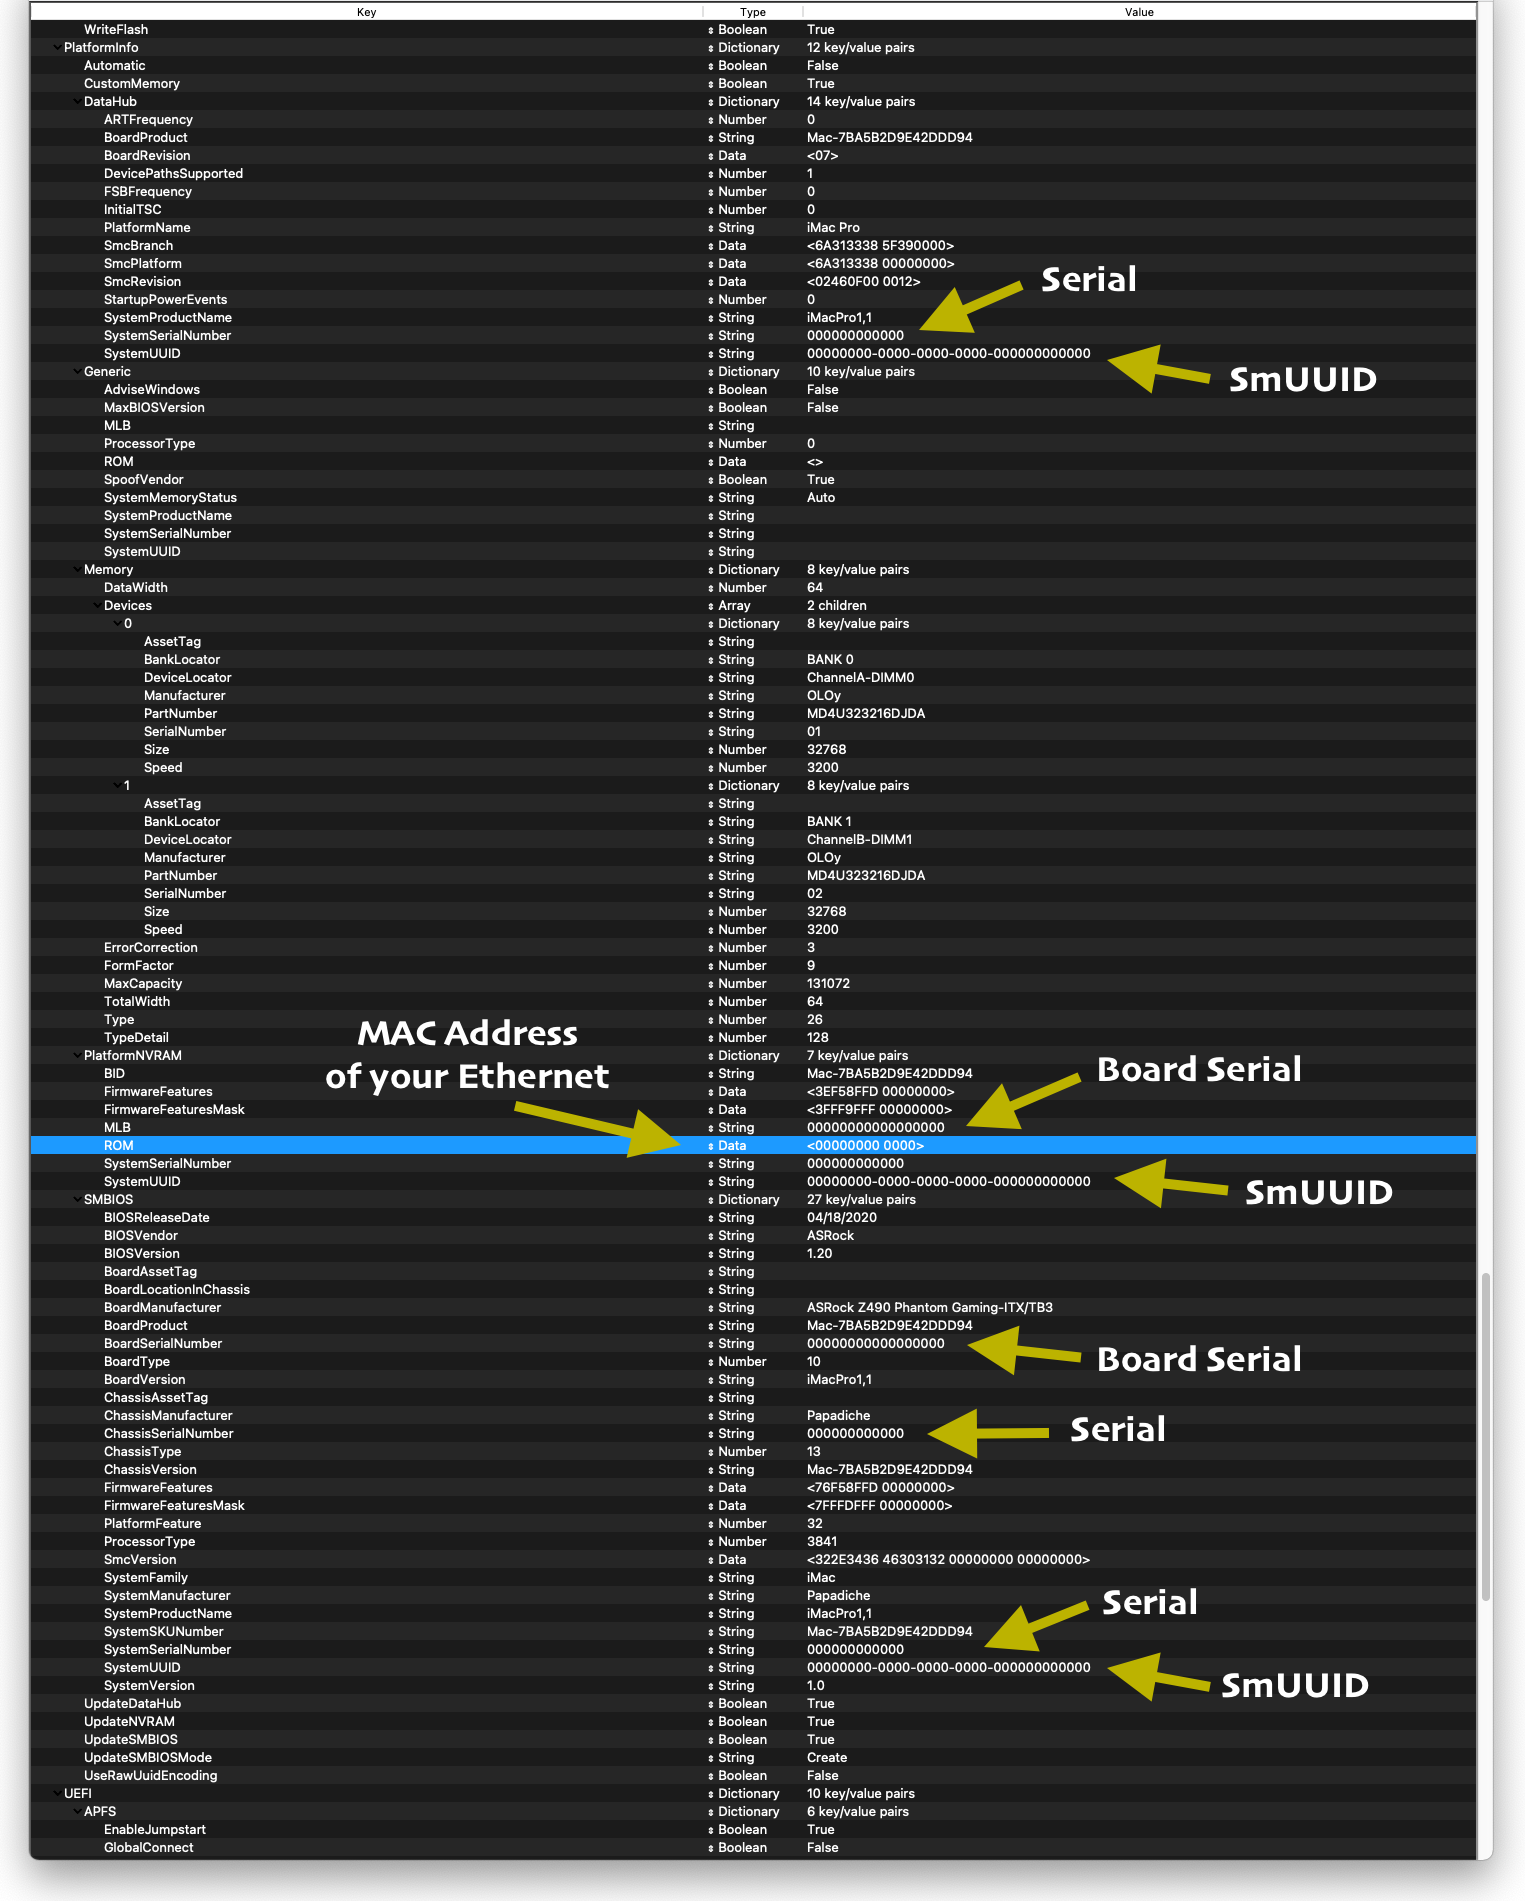 Key Type Value
WriteFlash Boolean True
PlatformInfo Dictionary 12 key/value pairs
Automatic Boolean False
CustomMemory Boolean True
DataHub Dictionary 14 key/value pairs
ARTFrequency Number 0
BoardProduct String Mac-7BA5B2D9E42DDD94
BoardRevision Data <07>
DevicePathsSupported Number 1
FSBFrequency Number 0
InitialTSC Number 0
PlatformName String iMac Pro
SmcBranch Data <6A313338 5F390000>
SmcPlatform Data <6A313338 00000000>
SmcRevision Data <02460F00 0012> Serial
StartupPowerEvents Number 0
SystemProductName String iMacPro1,1
SystemSerialNumber String 000000000000
SystemUUID String 00000000-0000-0000-0000-000000000000
Generic Dictionary 10 key/value pairs SmUUID
AdviseWindows Boolean False
MaxBIOSVersion Boolean False
MLB String
ProcessorType Number 0
ROM Data <>
SpoofVendor Boolean True
SystemMemoryStatus String Auto
SystemProductName String
SystemSerialNumber String
SystemUUID String
Memory Dictionary 8 key/value pairs
DataWidth Number 64
Devices Array 2 children
0 Dictionary 8 key/value pairs
AssetTag String
BankLocator String BANK 0
DeviceLocator String ChannelA-DIMM0
Manufacturer String OLOy
PartNumber String MD4U323216DJDA
SerialNumber String 01
Size Number 32768
Speed Number 3200
1 Dictionary 8 key/value pairs
AssetTag String
BankLocator String BANK 1
DeviceLocator String ChannelB-DIMM1
Manufacturer String OLOy
PartNumber String MD4U323216DJDA
SerialNumber String 02
Size Number 32768
Speed Number 3200
ErrorCorrection Number 3
FormFactor Number 9
MaxCapacity Number 131072
TotalWidth Number 64
Type Number 26
MAC Address
TypeDetail Number 128
PlatformNVRAM Dictionary 7 key/value pairs
BID String Mac-7BA5B2D9E42DDD94 Board Serial
of your Ethernet
FirmwareFeatures Data <3EF58FFD 00000000>
FirmwareFeaturesMask Data <3FFF9FFF 00000000>
MLB String 00000000000000000
ROM Data <00000000 0000>
SystemSerialNumber String 000000000000
SystemUUID String 00000000-0000-0000-0000-000000000000
SmUUID
SMBIOS Dictionary 27 key/value pairs
BIOSReleaseDate String 04/18/2020
BIOSVendor String ASRock
BIOSVersion String 1.20
BoardAssetTag String
BoardLocationInChassis String
BoardManufacturer String ASRock Z490 Phantom Gaming-ITX/TB3
BoardProduct String Mac-7BA5B2D9E42DDD94
BoardSerialNumber String 00000000000000000
BoardType Number 10 Board Serial
BoardVersion String iMacPro1,1
ChassisAssetTag String
ChassisManufacturer String Papadiche
ChassisSerialNumber String 000000000000 Serial
ChassisType Number 13
ChassisVersion String Mac-7BA5B2D9E42DDD94
FirmwareFeatures Data <76F58FFD 00000000>
FirmwareFeaturesMask Data <7FFFDFFF 00000000>
PlatformFeature Number 32
ProcessorType Number 3841
SmcVersion Data <322E3436 46303132 00000000 00000000>
SystemFamily String iMac
SystemManufacturer String Papadiche Serial
SystemProductName String iMacPro1,1
SystemSKUNumber String Mac-7BA5B2D9E42DDD94
SystemSerialNumber String 000000000000
SystemUUID String 00000000-0000-0000-0000-000000000000
SystemVersion String 1.0 SmUUID
UpdateDataHub Boolean True
UpdateNVRAM Boolean True
UpdateSMBIOS Boolean True
UpdateSMBIOSMode String Create
UseRawUuidEncoding Boolean False
UEFI Dictionary 10 key/value pairs
APFS Dictionary 6 key/value pairs
EnableJumpstart Boolean True
GlobalConnect Boolean False